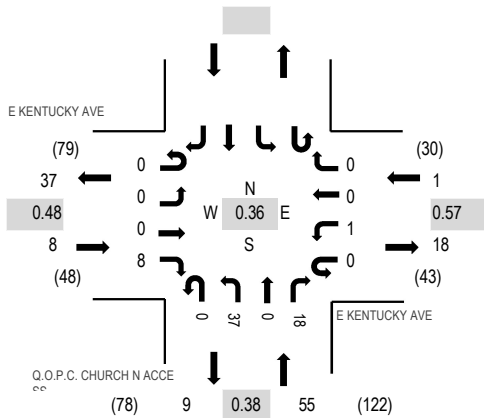 E KENTUCKY AVE
(79) 0 0 (30)
37 1
0 N 0
0.48 W 0.36 E 0.57
0 S 1
8 18
8 0
(48) (43)
0 37 0 18
E KENTUCKY AVE
Q.O.P.C. CHURCH N ACCE
SS
(78) 9 0.38 55 (122)